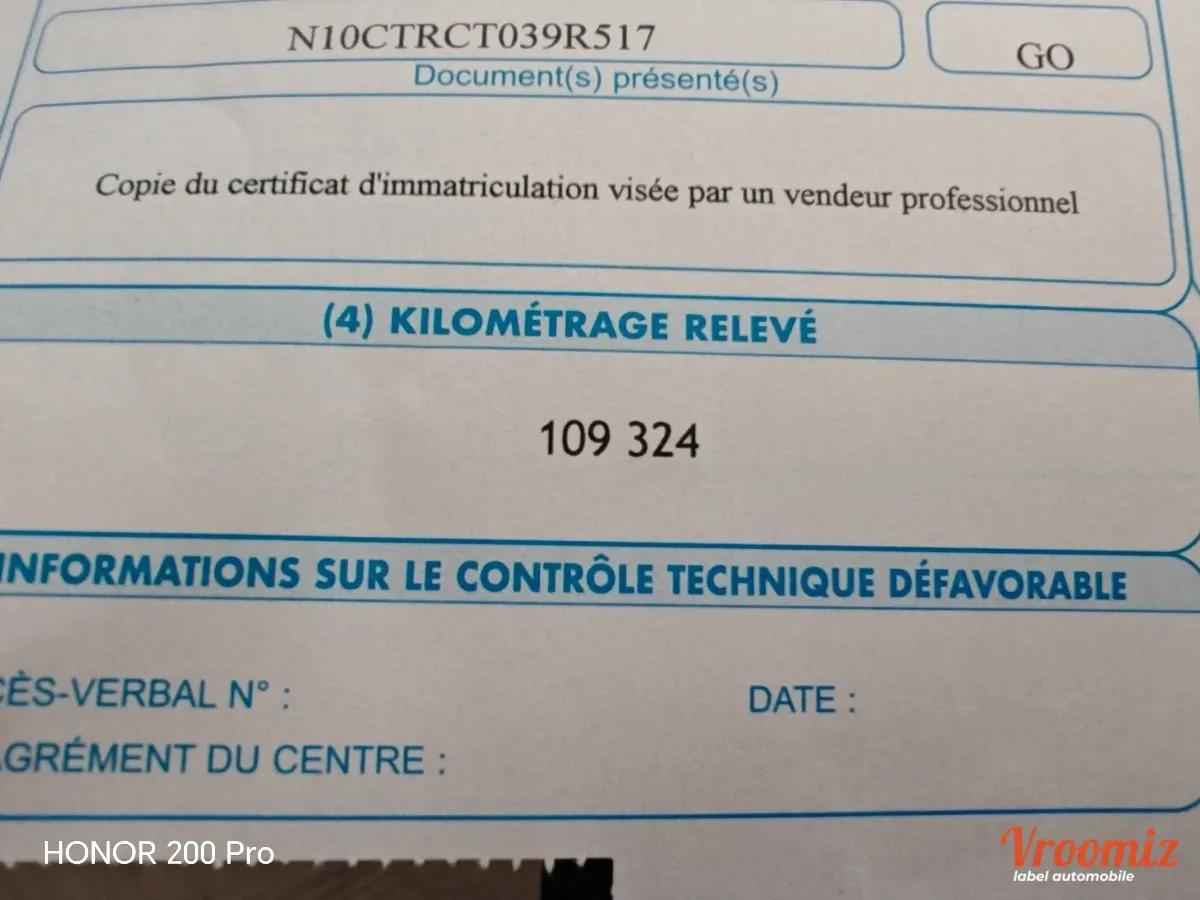 N10CTRCT039R517
GO
Document(s) présenté(s)
Copie du certificat d'immatriculation visée par un vendeur professionnel
(4) KILOMÉTRAGE RELEVÉ
109 324
INFORMATIONS SUR LE CONTRÔLE TECHNIQUE DÉFAVORABLE
CÈS-VERBAL N° :
DATE :
AGRÉMENT DU CENTRE :
HONOR 200 Pro
Vroomiz
label automobile